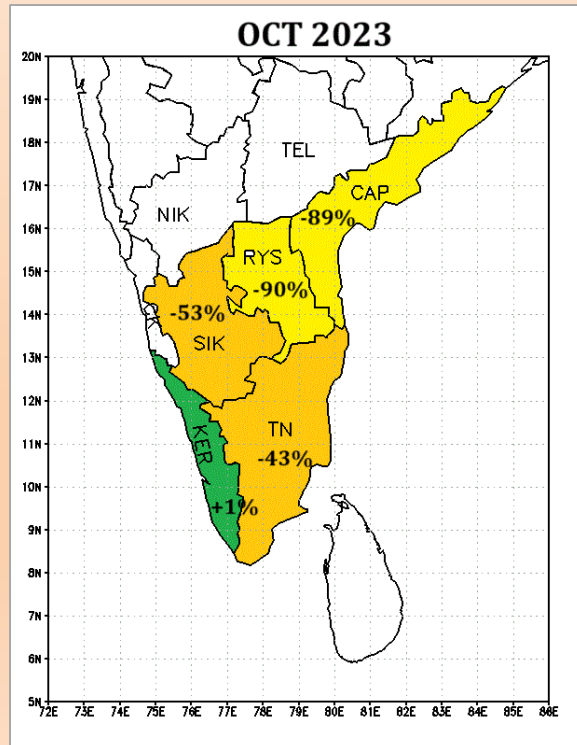 OCT 2023
20N
19N
18N
TEL
17N
CAP
NIK
-89%
16N
RYS
15N
-90%
-53%
14N
CK
SIK
13N
12N
TN
KER
11N
-43%
10N
+1%
9N
8N
7N
6N
5N
72E 73E 74E 75E 76E 77E 78E 79E 80E 81E 82E 83E 84E 85E 86E